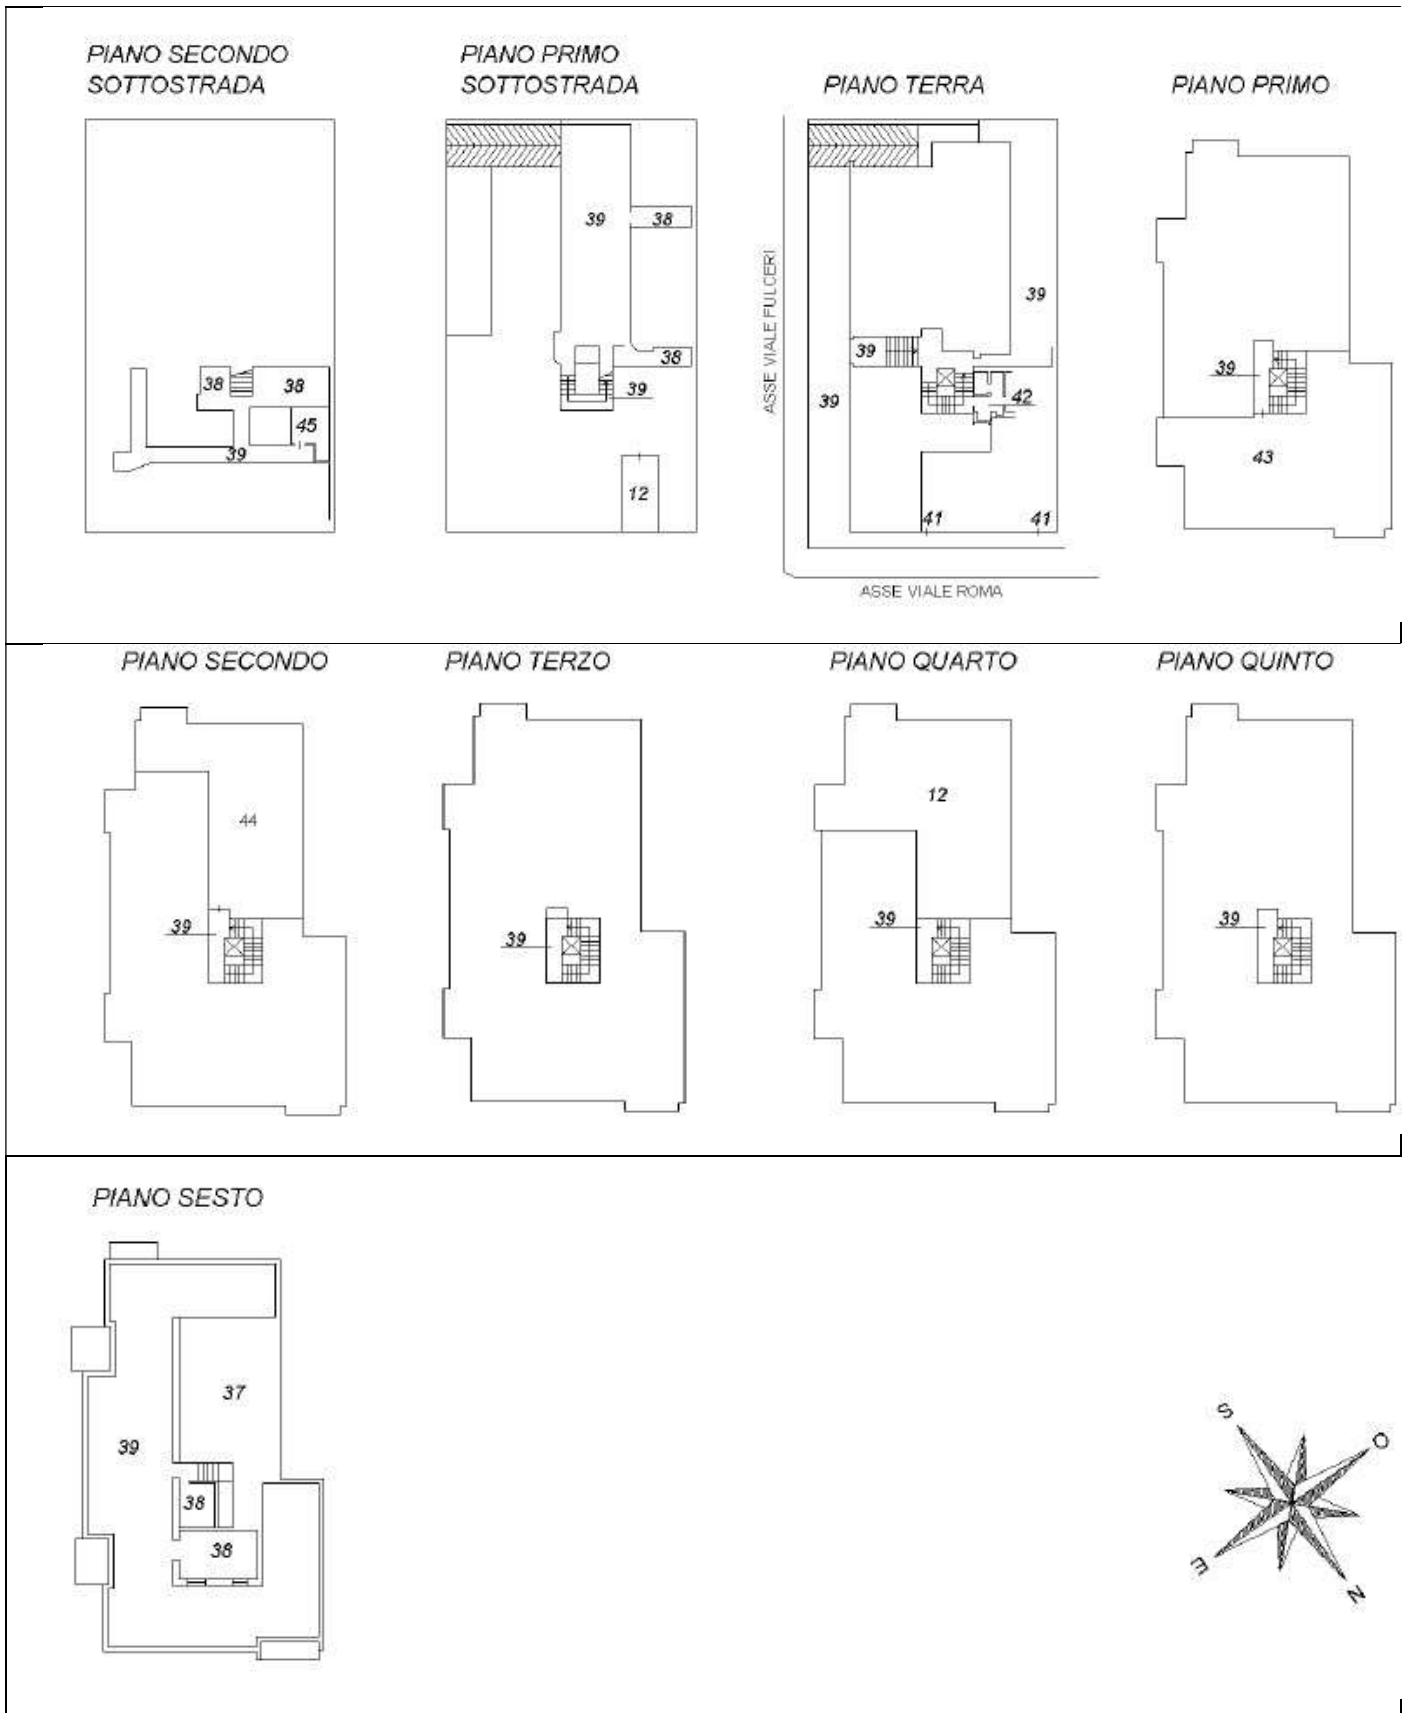 PIANO SECONDO
SOTTOSTRADA
PIANO PRIMO
SOTTOSTRADA
PIANO TERRA
PIANO PRIMO
38
38
45
39
39
38
38
39
12
ASSE VIALE FULCERI
39
39
39
42
41
41
ASSE VIALE ROMA
39
43
PIANO SECONDO
PIANO TERZO
PIANO QUARTO
PIANO QUINTO
44
39
39
12
39
39
PIANO SESTO
37
39
38
38
S
O
E
N